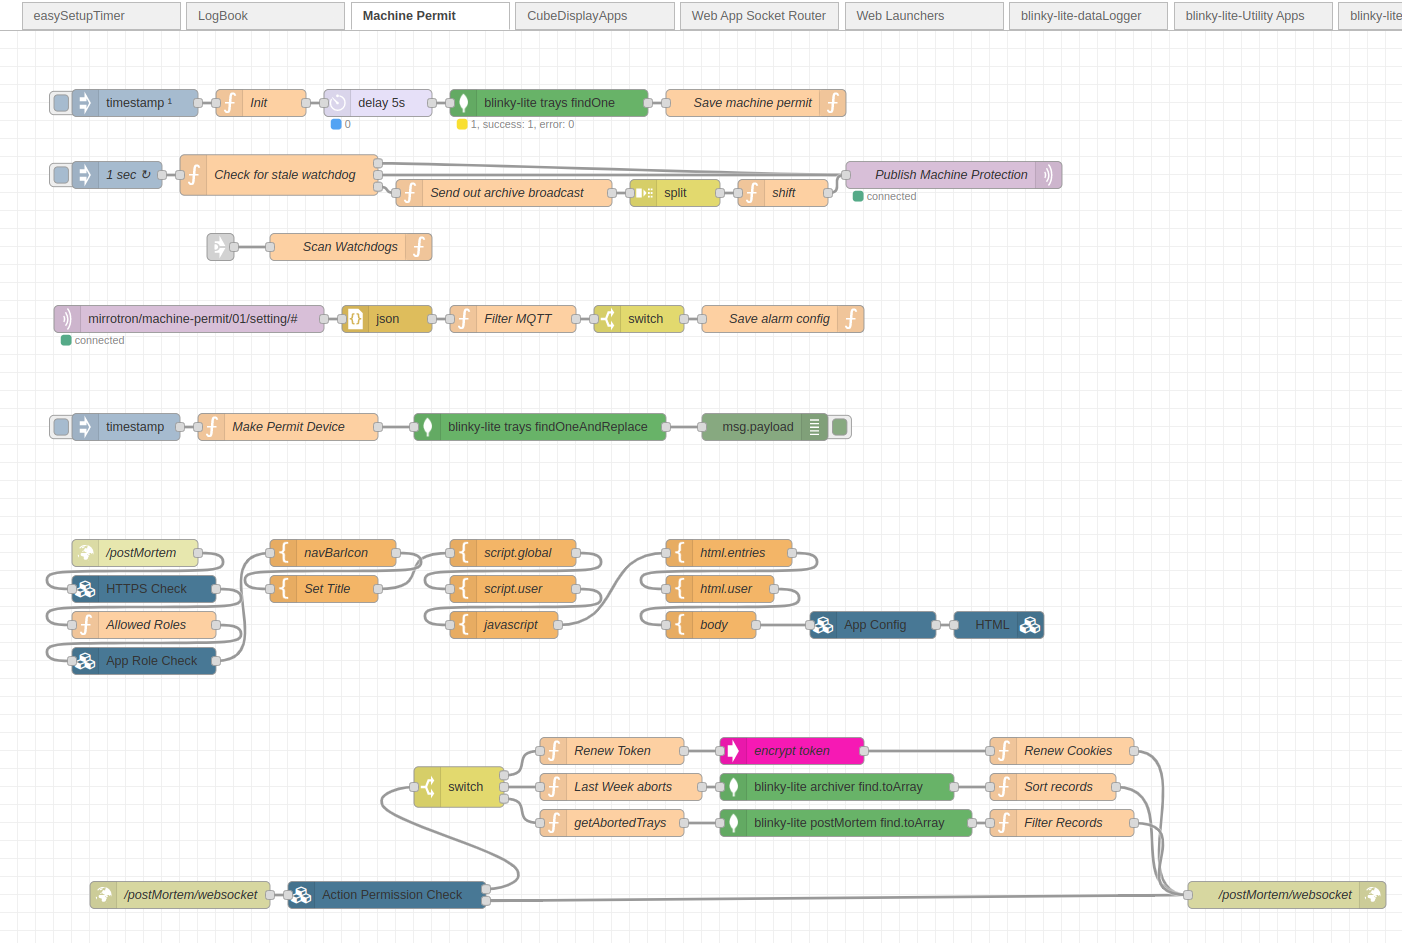 easySetupTimer
LogBook
Machine Permit
CubeDisplayApps
Web App Socket Router
Web Launchers
blinky-lite-dataLogger
blinky-lite-Utility Apps
blinky-lite
timestamp ¹
Init
delay 5s
blinky-lite trays findOne
Save machine permit
0
1, success: 1, error: 0
1 sec ↻
Check for stale watchdog
Publish Machine Protection
Send out archive broadcast
split
shift
connected
Scan Watchdogs
mirrotron/machine-permit/01/setting/#
json
Filter MQTT
switch
Save alarm config
connected
timestamp
Make Permit Device
blinky-lite trays findOneAndReplace
msg.payload
/postMortem
navBarIcon
script.global
html.entries
HTTPS Check
Set Title
script.user
html.user
Allowed Roles
javascript
body
App Config
HTML
App Role Check
Renew Token
encrypt token
Renew Cookies
switch
Last Week aborts
blinky-lite archiver find.toArray
Sort records
getAbortedTrays
blinky-lite postMortem find.toArray
Filter Records
/postMortem/websocket
Action Permission Check
/postMortem/websocket